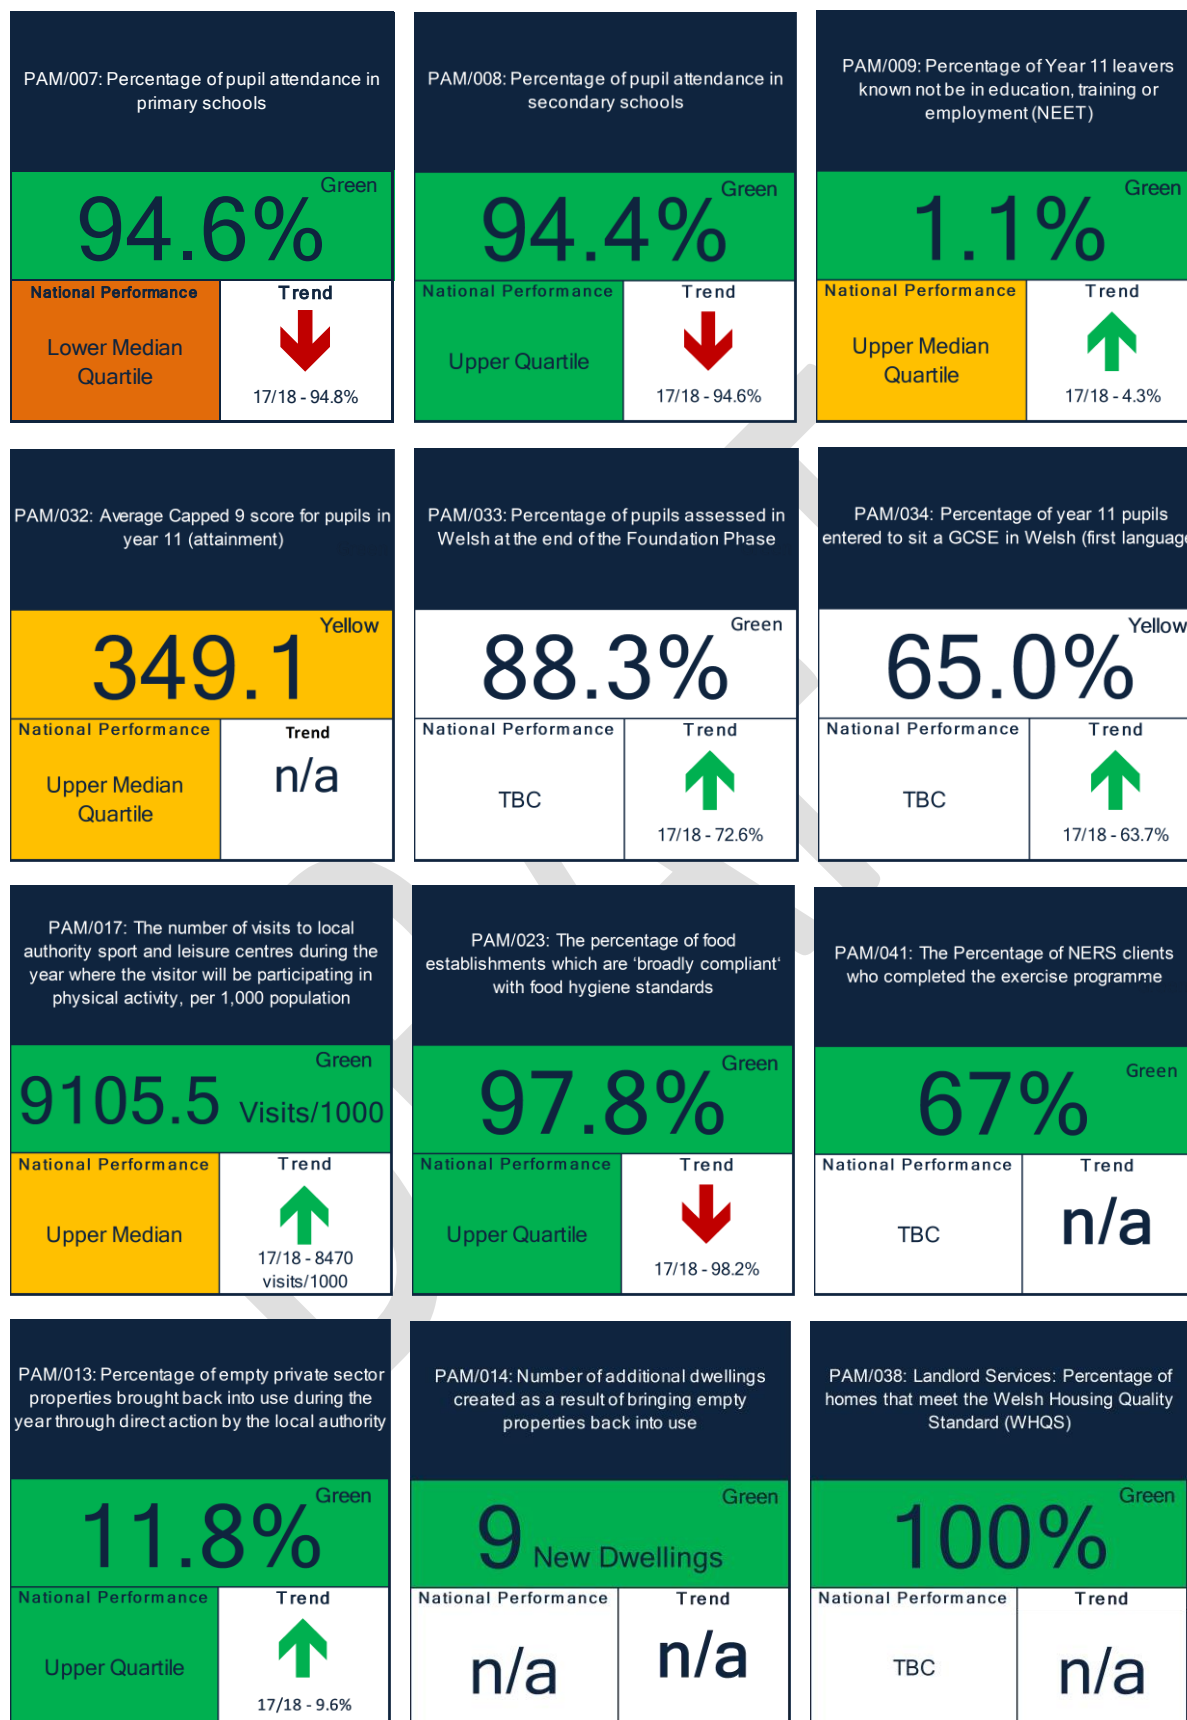 PAM/007: Percentage of pupil attendance in
primary schools
Green
94.6%
National Performance
Lower Median
Quartile
Trend
17/18 - 94.8%
PAM/008: Percentage of pupil attendance in
secondary schools
Green
94.4%
National Performance
Upper Quartile
Trend
17/18 - 94.6%
PAM/009: Percentage of Year 11 leavers
known not be in education, training or
employment (NEET)
Green
1.1%
National Performance
Upper Median
Quartile
Trend
17/18 - 4.3%
PAM/032: Average Capped 9 score for pupils in
year 11 (attainment)
Yellow
349.1
National Performance
Upper Median
Quartile
Trend
n/a
PAM/033: Percentage of pupils assessed in
Welsh at the end of the Foundation Phase
Green
88.3%
National Performance
TBC
Trend
17/18 - 72.6%
PAM/034: Percentage of year 11 pupils
entered to sit a GCSE in Welsh (first language
Yellow
65.0%
National Performance
TBC
Trend
17/18 - 63.7%
PAM/017: The number of visits to local
authority sport and leisure centres during the
year where the visitor will be participating in
physical activity, per 1,000 population
Green
9105.5 Visits/1000
National Performance
Upper Median
Trend
17/18 - 8470
visits/1000
PAM/023: The percentage of food
establishments which are ‘broadly compliant‘
with food hygiene standards
Green
97.8%
National Performance
Upper Quartile
Trend
17/18 - 98.2%
PAM/041: The Percentage of NERS clients
who completed the exercise programme
Green
67%
National Performance
TBC
Trend
n/a
PAM/013: Percentage of empty private sector
properties brought back into use during the
year through direct action by the local authority
Green
11.8%
National Performance
Upper Quartile
Trend
17/18 - 9.6%
PAM/014: Number of additional dwellings
created as a result of bringing empty
properties back into use
Green
9 New Dwellings
National Performance
n/a
Trend
n/a
PAM/038: Landlord Services: Percentage of
homes that meet the Welsh Housing Quality
Standard (WHQS)
Green
100%
National Performance
TBC
Trend
n/a